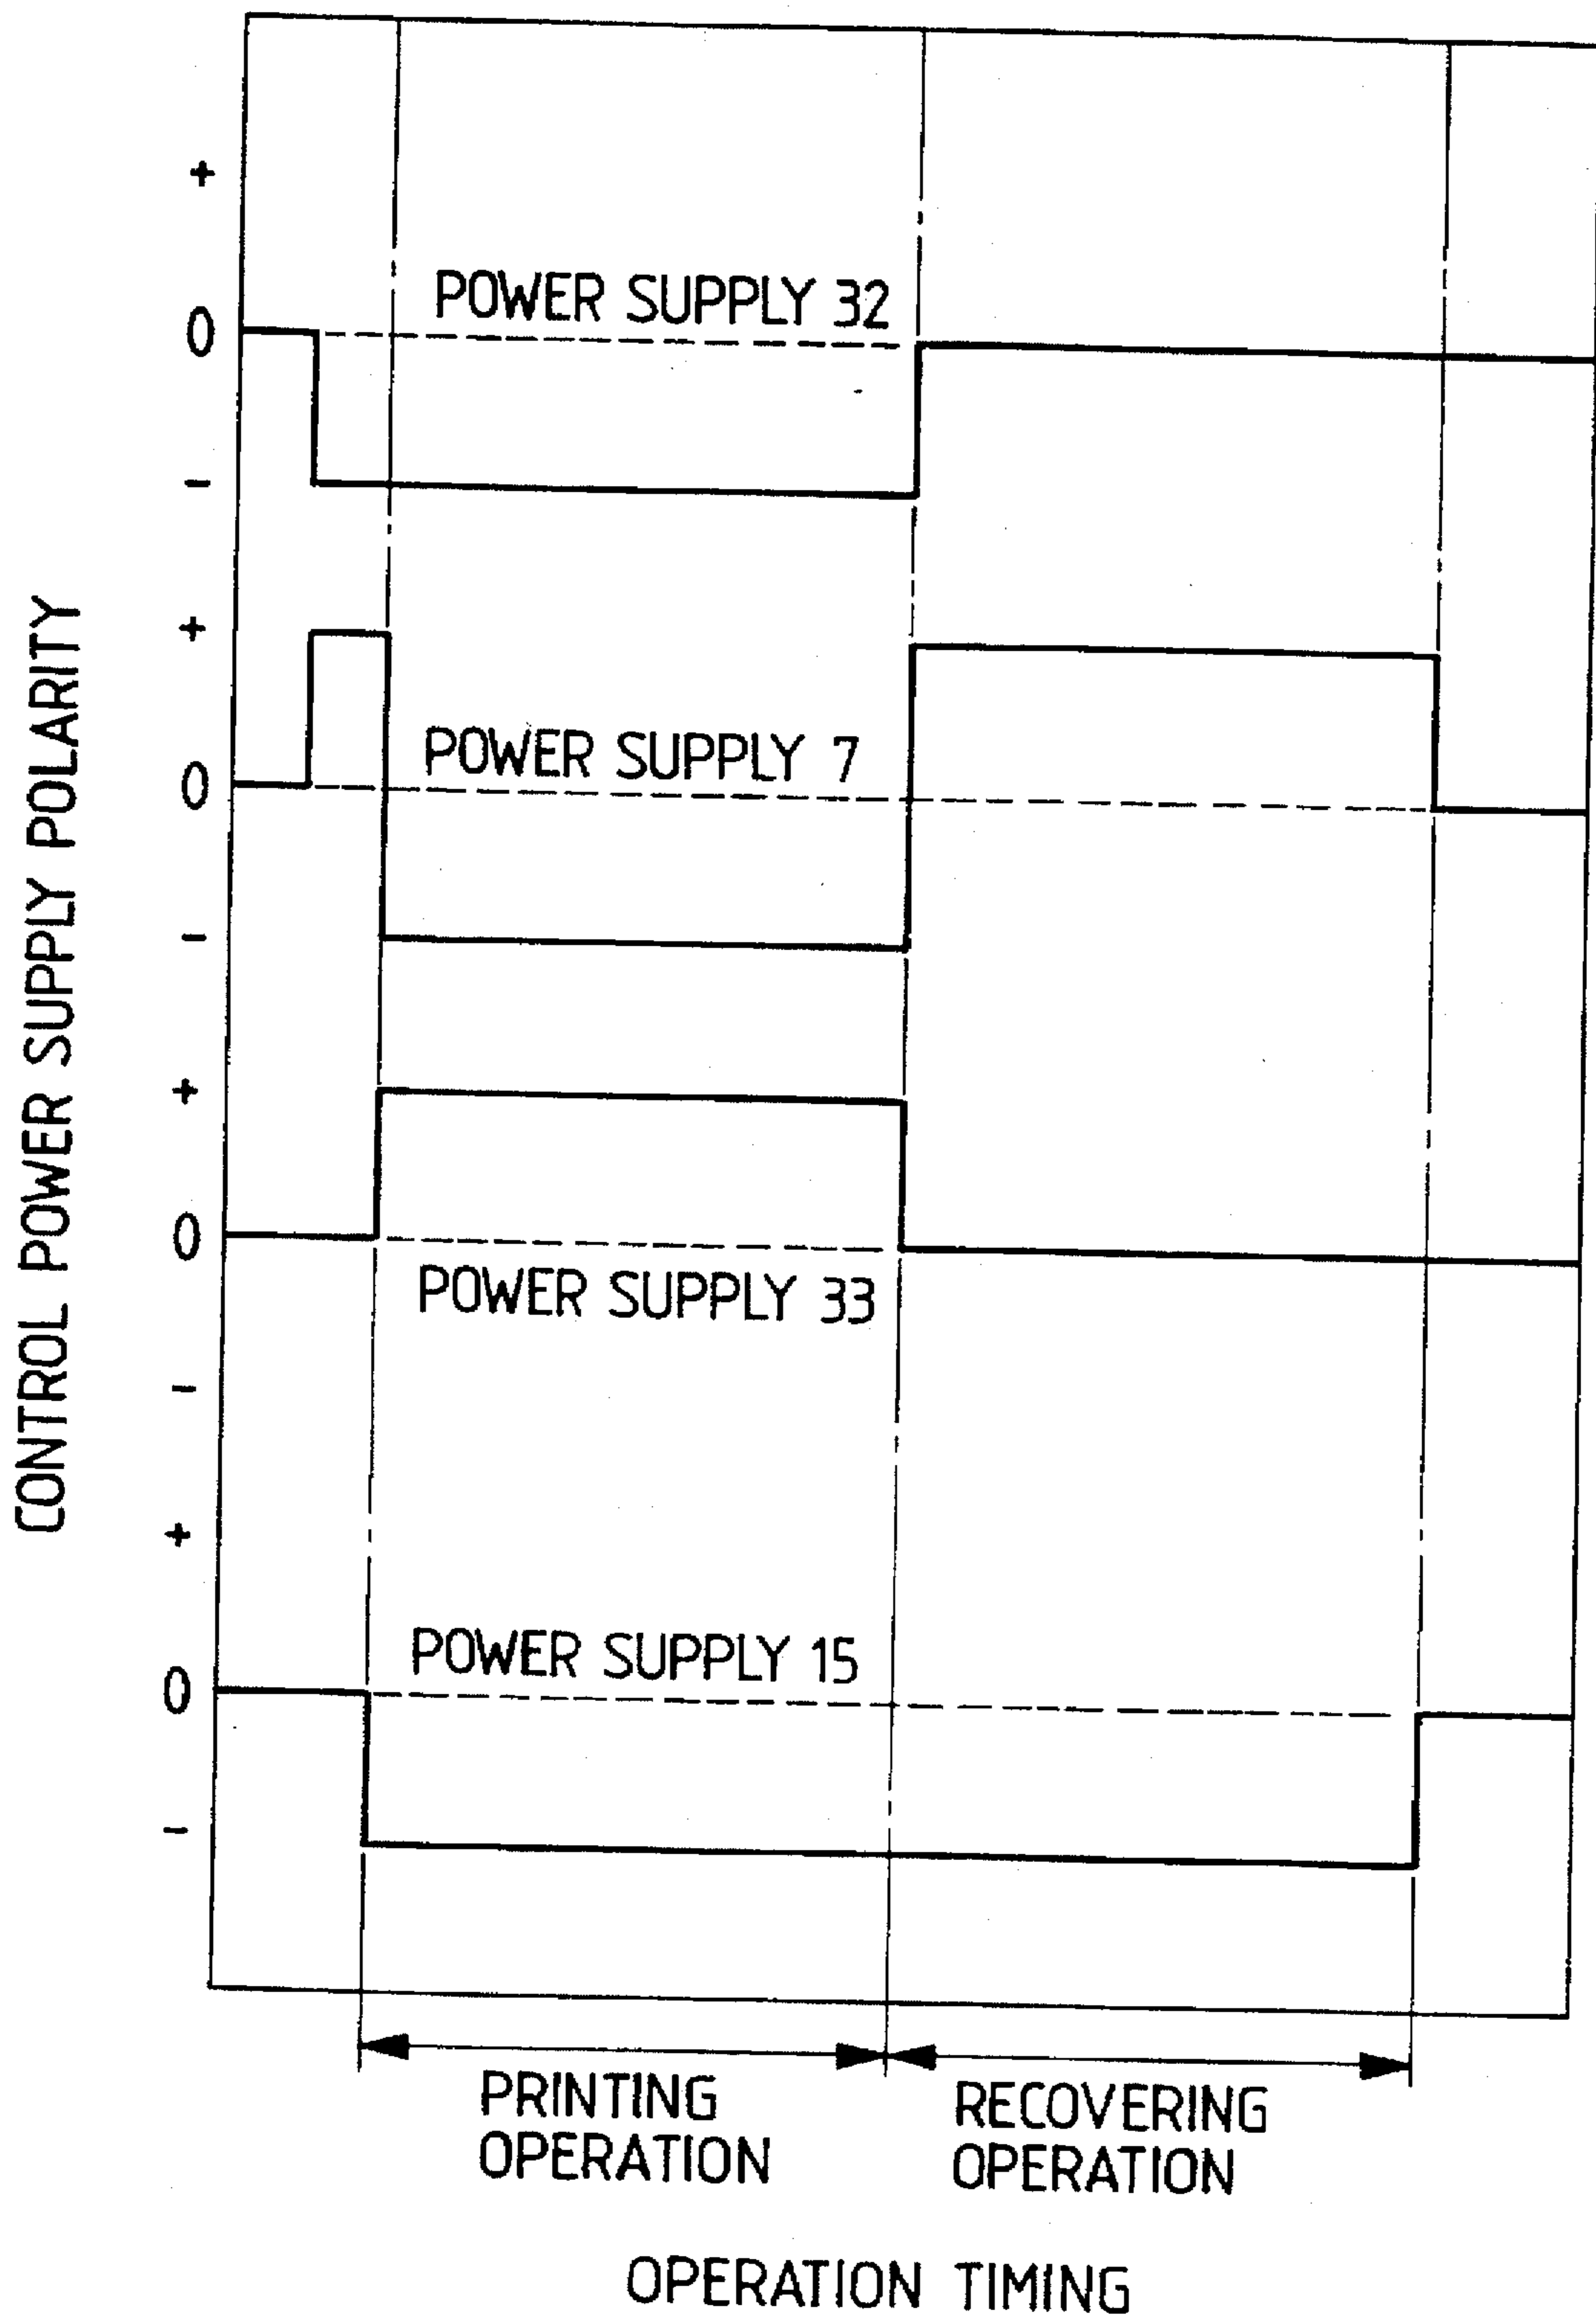 CONTROL POWER SUPPLY POLARITY
+
POWER SUPPLY 32
0
-
+
POWER SUPPLY 7
0
-
+
0
POWER SUPPLY 33
-
+
POWER SUPPLY 15
0
-
PRINTING
OPERATION
RECOVERING
OPERATION
OPERATION TIMING